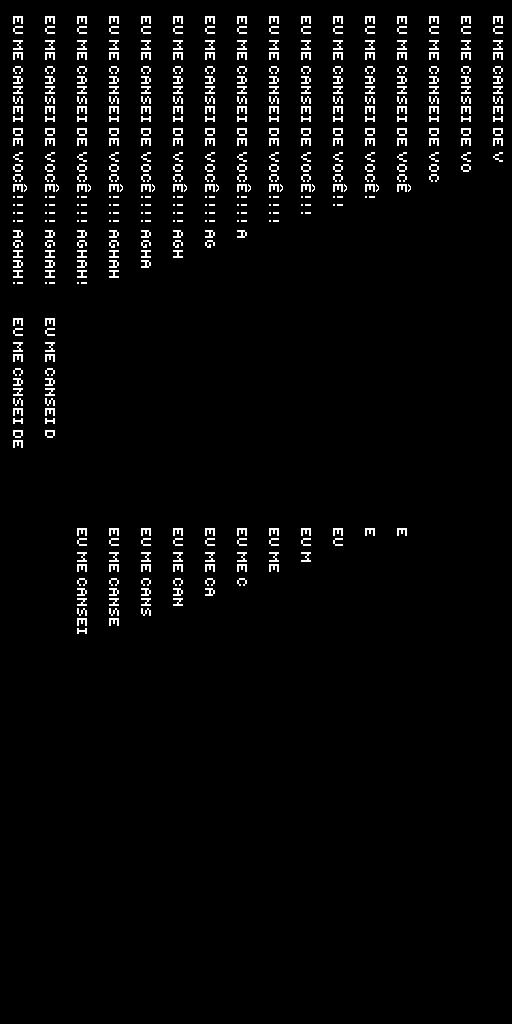 EU ME CANSEI DE V
EU ME CANSEI DE VO
EU ME CANSEI DE VOC
EU ME CANSEI DE VOCÊ
EU ME CANSEI DE VOCÊ!
EU ME CANSEI DE VOCÊ!!
EU ME CANSEI DE VOCÊ!!!
EU ME CANSEI DE VOCÊ!!!!
EU ME CANSEI DE VOCÊ!!!! A
EU ME CANSEI DE VOCÊ!!!! AG
EU ME CANSEI DE VOCÊ!!!! AGH
EU ME CANSEI DE VOCÊ!!!! AGHA
EU ME CANSEI DE VOCÊ!!!! AGHAH
EU ME CANSEI DE VOCÊ!!!! AGHAH!
EU ME CANSEI DE VOCÊ!!!! AGHAH!
EU ME CANSEI DE VOCÊ!!!! AGHAH!
E
E
EU
EU M
EU ME
EU ME C
EU ME CA
EU ME CAN
EU ME CANS
EU ME CANSE
EU ME CANSEI
EU ME CANSEI D
EU ME CANSEI DE